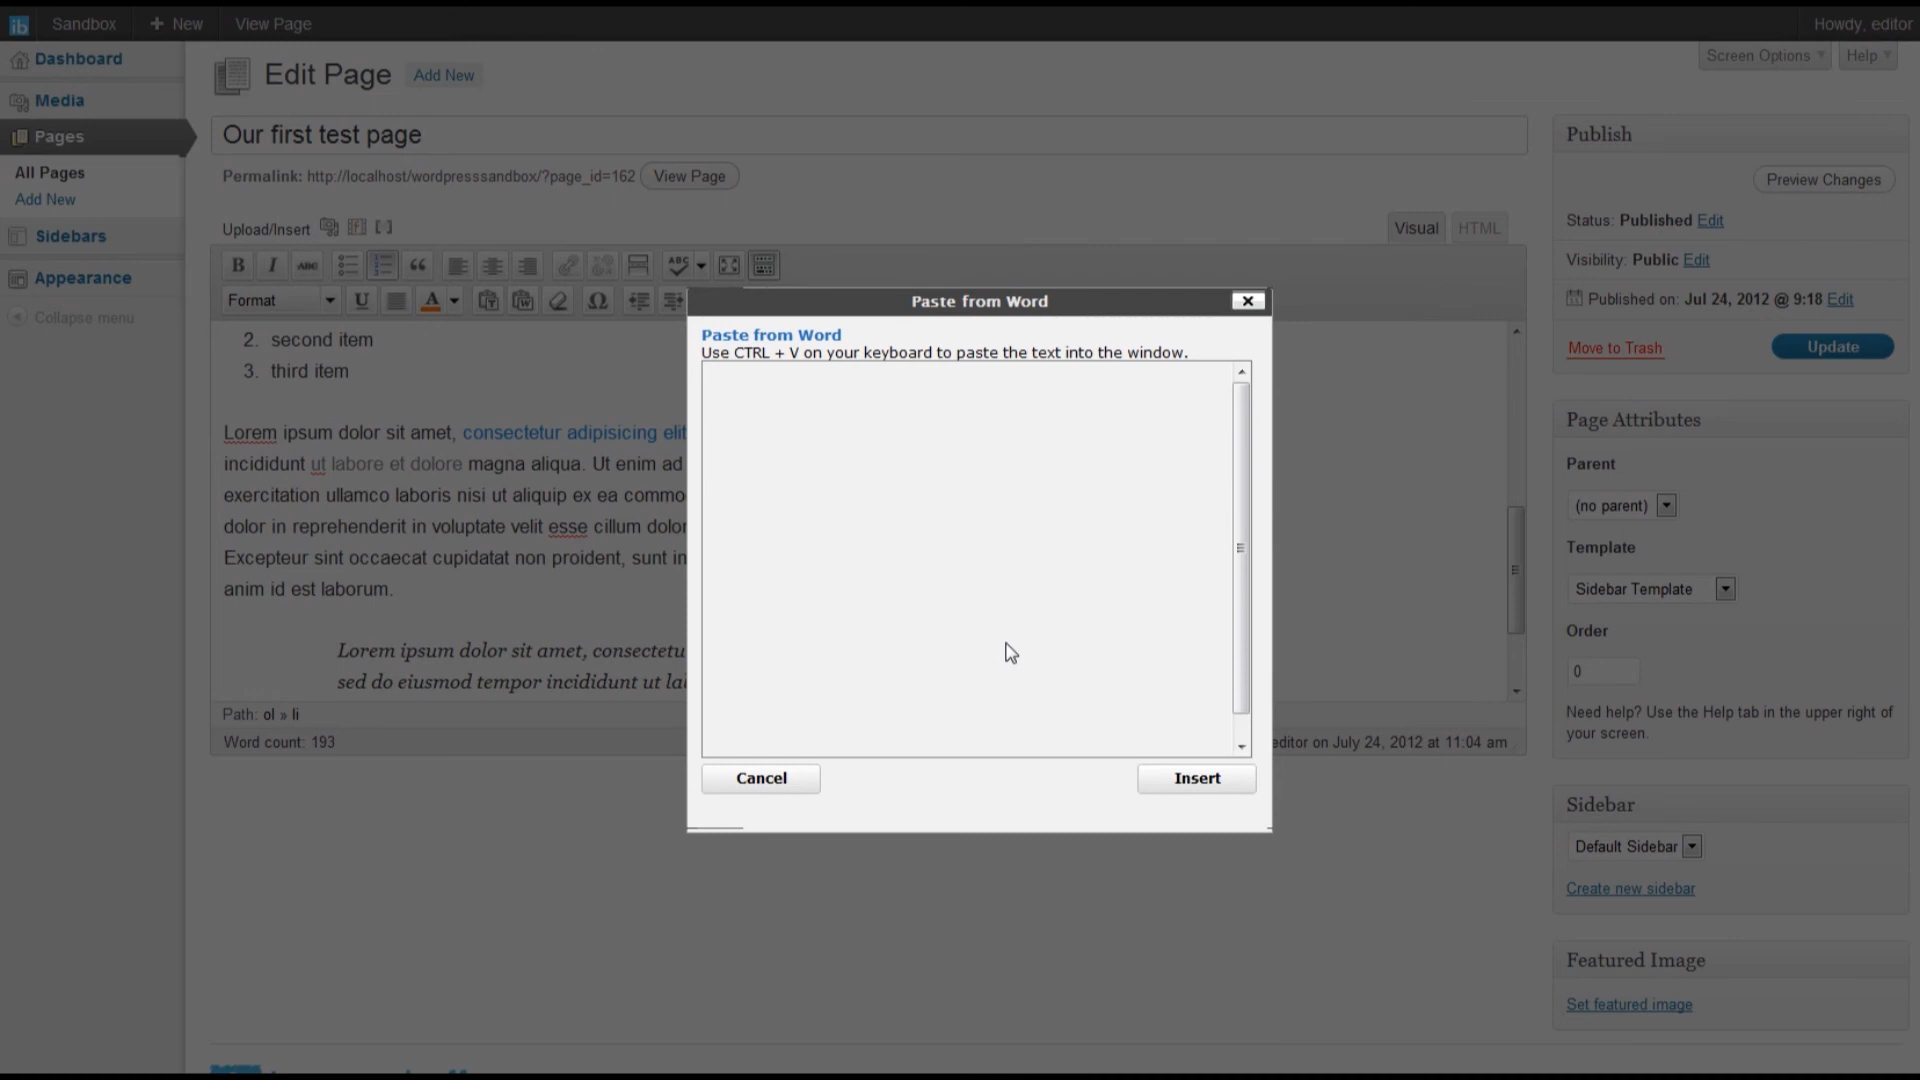 ib Sandbox + New View Page Howdy, editor
Dashboard
Media
Pages
All Pages
Add New
Sidebars
Appearance
Collapse menu
Edit Page Add New
Screen Options Help
Our first test page
Permalink: http://localhost/wordpresssandbox/?page_id=162 View Page
Upload/Insert
Visual HTML
B I ABC ABC
Format U A Ω
2. second item
3. third item
Lorem ipsum dolor sit amet, consectetur adipisicing elit
incididunt ut labore et dolore magna aliqua. Ut enim ad
exercitation ullamco laboris nisi ut aliquip ex ea commo
dolor in reprehenderit in voluptate velit esse cillum dolor
Excepteur sint occaecat cupidatat non proident, sunt in
anim id est laborum.
Lorem ipsum dolor sit amet, consectetu
sed do eiusmod tempor incididunt ut la
Path: ol » li
Word count: 193
editor on July 24, 2012 at 11:04 am
Paste from Word
Paste from Word
Use CTRL + V on your keyboard to paste the text into the window.
Cancel Insert
Publish
Preview Changes
Status: Published Edit
Visibility: Public Edit
Published on: Jul 24, 2012 @ 9:18 Edit
Move to Trash Update
Page Attributes
Parent
(no parent)
Template
Sidebar Template
Order
0
Need help? Use the Help tab in the upper right of
your screen.
Sidebar
Default Sidebar
Create new sidebar
Featured Image
Set featured image